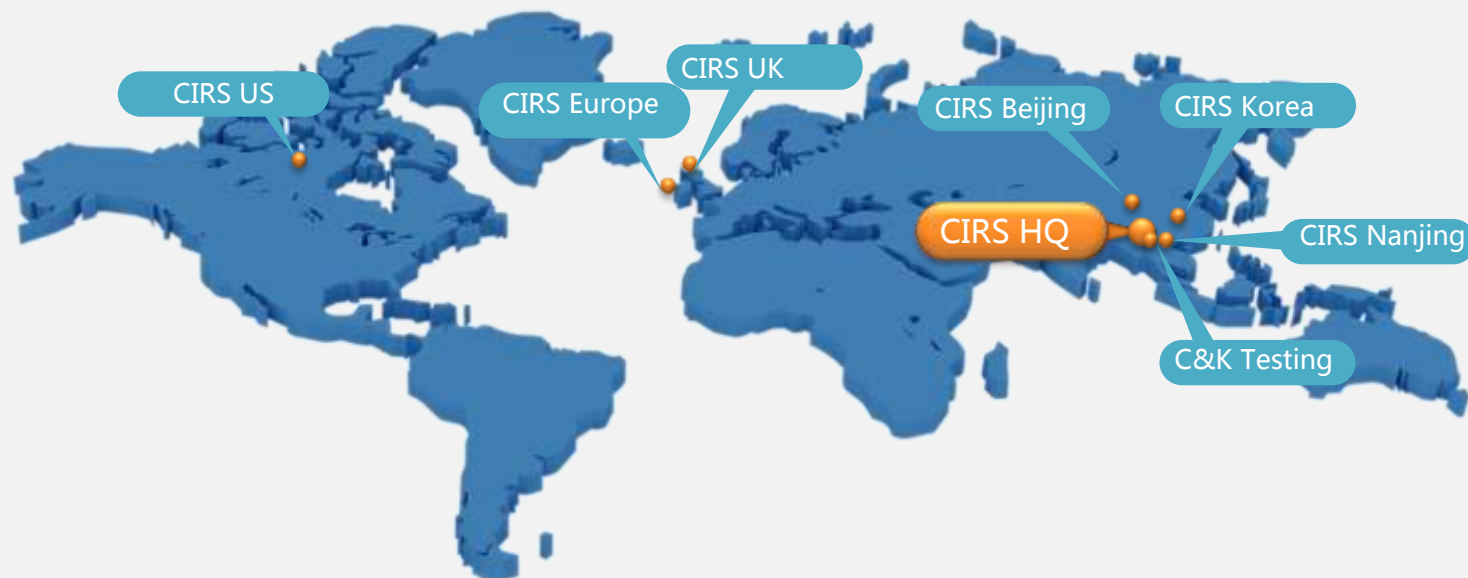 CIRS UK
CIRS US
CIRS Europe
CIRS Beijing
CIRS Korea
CIRS HQ
CIRS Nanjing
C&K Testing